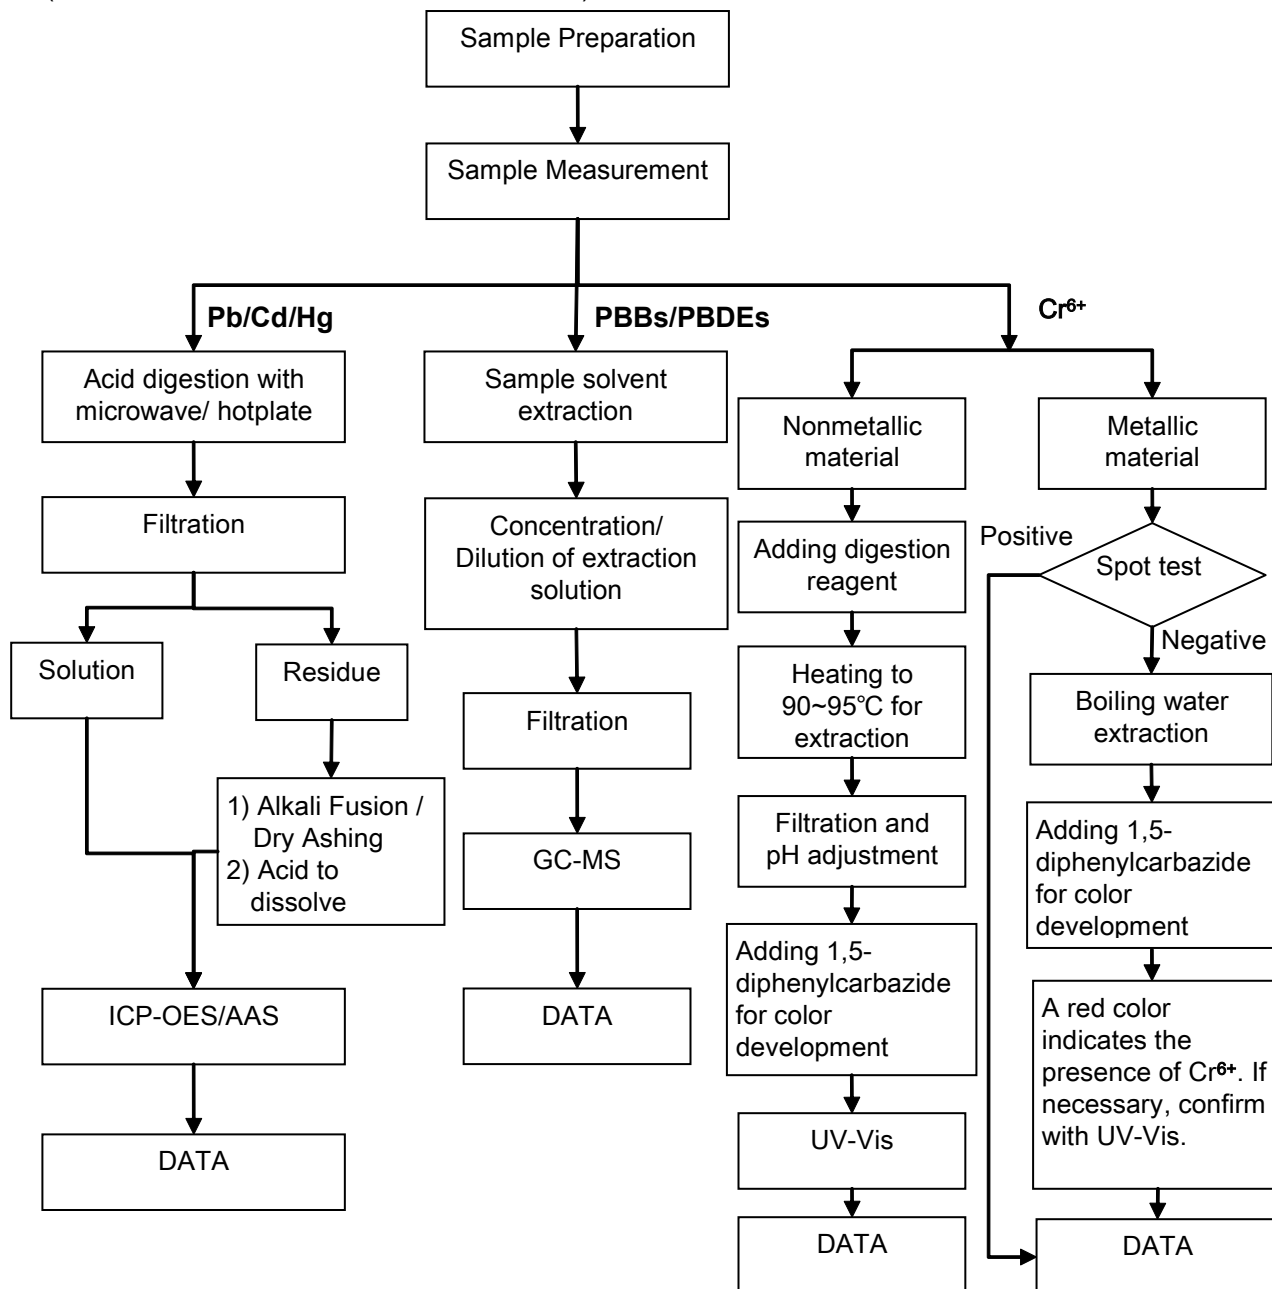 Sample Preparation
Sample Measurement
Pb/Cd/Hg
PBBs/PBDEs
Cr⁶⁺
Acid digestion with
microwave/ hotplate
Filtration
Solution
Residue
1) Alkali Fusion /
Dry Ashing
2) Acid to
dissolve
ICP-OES/AAS
DATA
Sample solvent
extraction
Concentration/
Dilution of extraction
solution
Filtration
GC-MS
DATA
Nonmetallic
material
Adding digestion
reagent
Heating to
90~95℃ for
extraction
Filtration and
pH adjustment
Adding 1,5-
diphenylcarbazide
for color
development
UV-Vis
DATA
Metallic
material
Positive
Spot test
Negative
Boiling water
extraction
Adding 1,5-
diphenylcarbazide
for color
development
A red color
indicates the
presence of Cr⁶⁺. If
necessary, confirm
with UV-Vis.
DATA